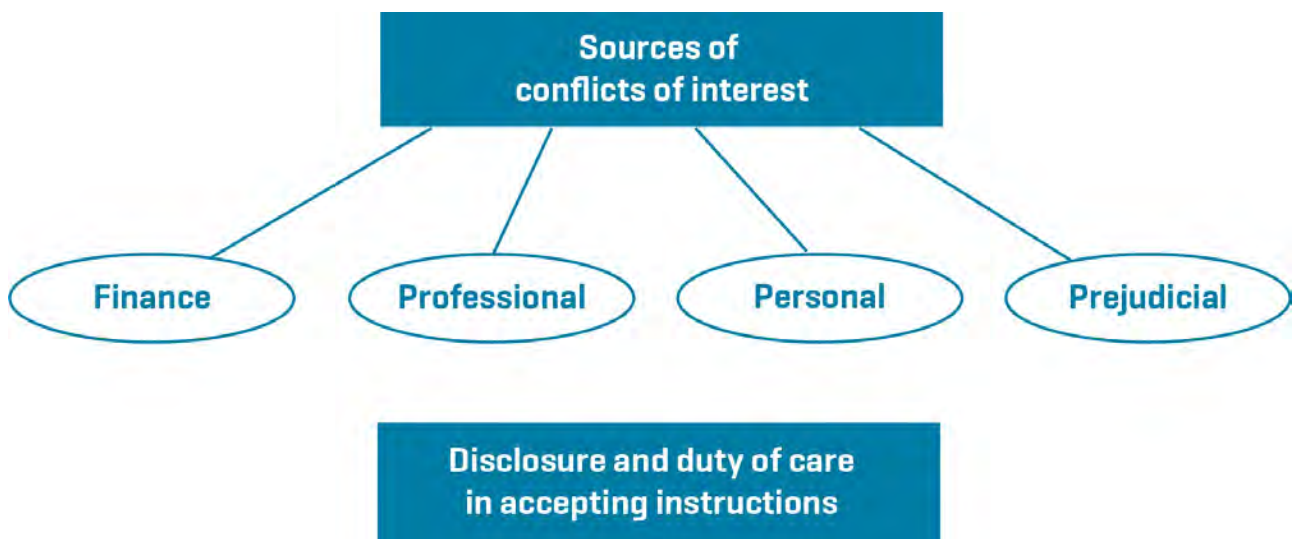 Sources of
conflicts of interest
Finance
Professional
Personal
Prejudicial
Disclosure and duty of care
in accepting instructions